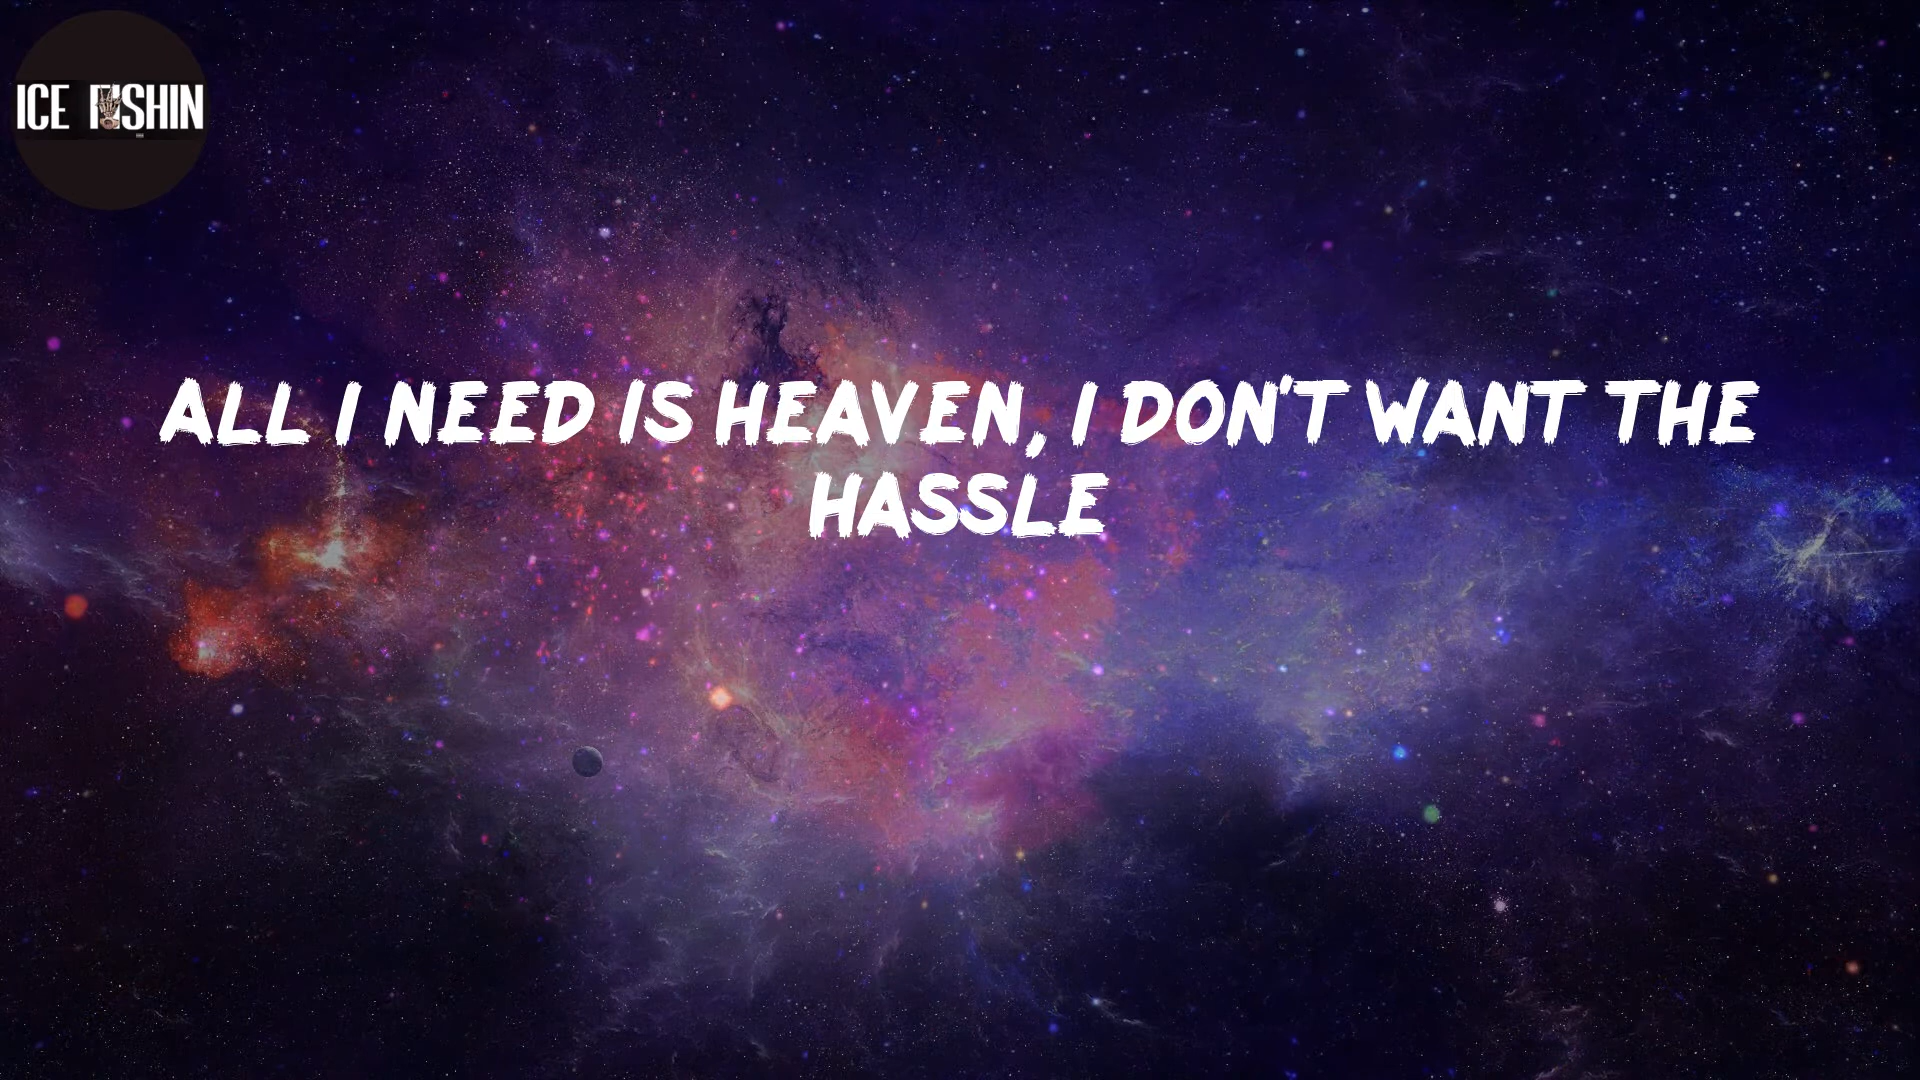 ICE FISHIN
ALL I NEED IS HEAVEN, I DON'T WANT THE
HASSLE